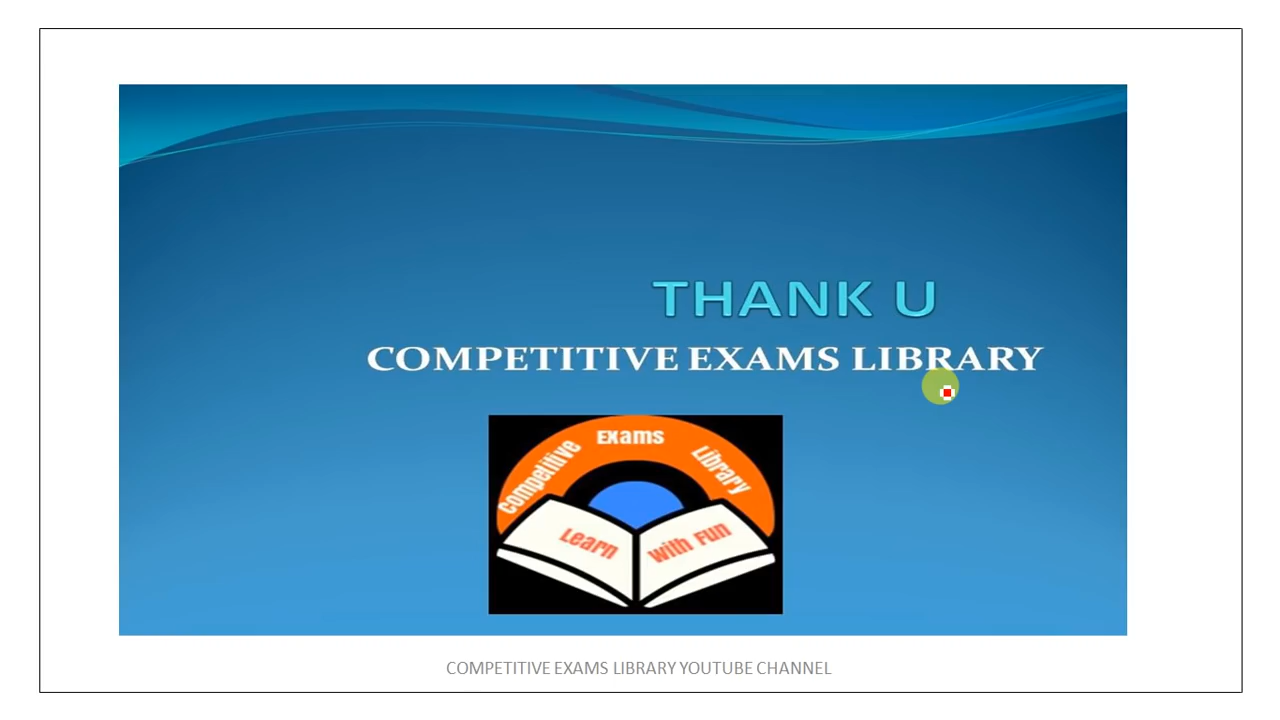 THANK U
COMPETITIVE EXAMS LIBRARY
Competitive Exams Library
Learn with Fun
COMPETITIVE EXAMS LIBRARY YOUTUBE CHANNEL